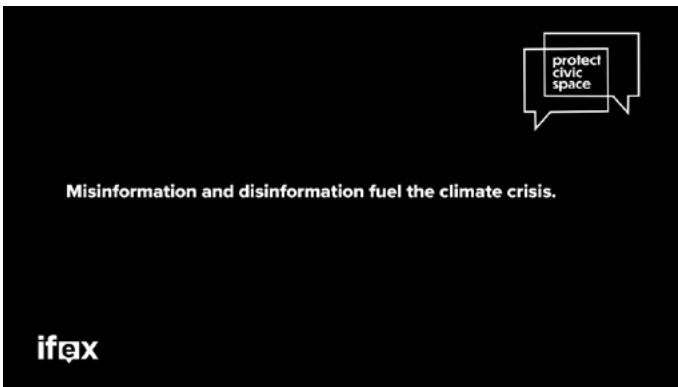 protect
civic
space
Misinformation and disinformation fuel the climate crisis.
ifex